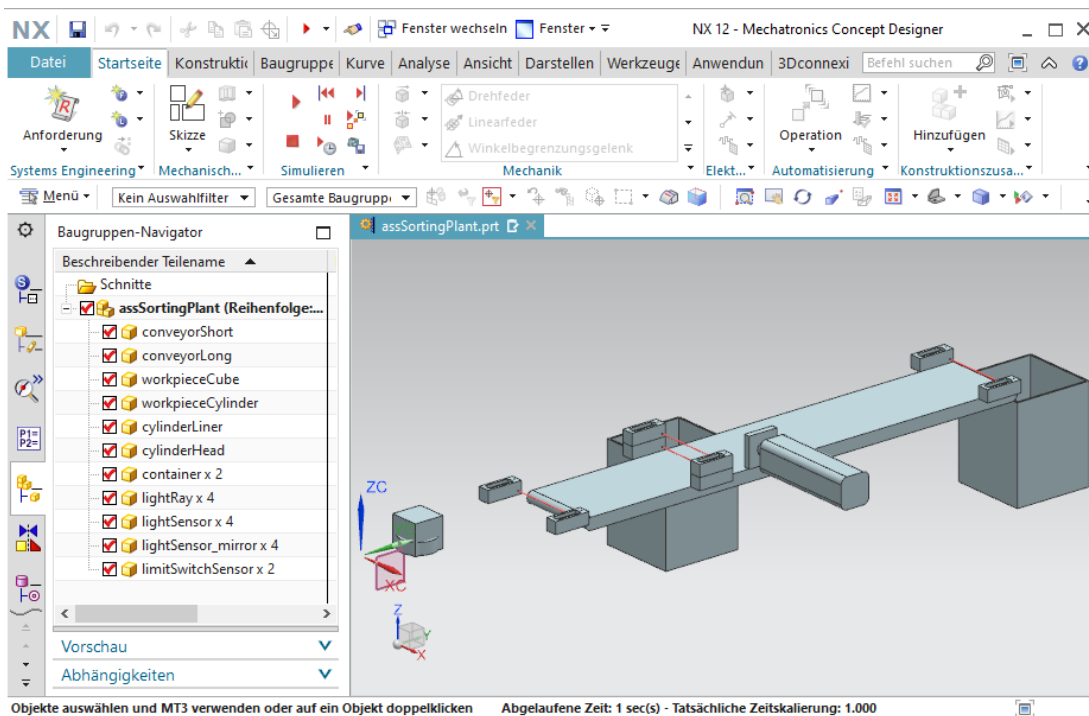 NX Fenster wechseln Fenster NX 12 - Mechatronics Concept Designer
Datei Startseite Konstruktic Baugruppe Kurve Analyse Ansicht Darstellen Werkzeuge Anwendun 3Dconnexi Befehl suchen
Anforderung Skizze Drehfeder Linearfeder Winkelbegrenzungsgelenk Operation Hinzufügen
Systems Engineering Mechanisch... Simulieren Mechanik Elekt... Automatisierung Konstruktionszusa...
Menü Kein Auswahlfilter Gesamte Baugruppe
Baugruppen-Navigator assSortingPlant.prt
Beschreibender Teilename
Schnitte
assSortingPlant (Reihenfolge:...
conveyorShort
conveyorLong
workpieceCube
workpieceCylinder
P1=
P2=
cylinderLiner
cylinderHead
container x 2
lightRay x 4
lightSensor x 4
lightSensor_mirror x 4
limitSwitchSensor x 2
ZC
XC
Z
Y
X
Vorschau
Abhängigkeiten
Objekte auswählen und MT3 verwenden oder auf ein Objekt doppelklicken Abgelaufene Zeit: 1 sec(s) - Tatsächliche Zeitskalierung: 1.000